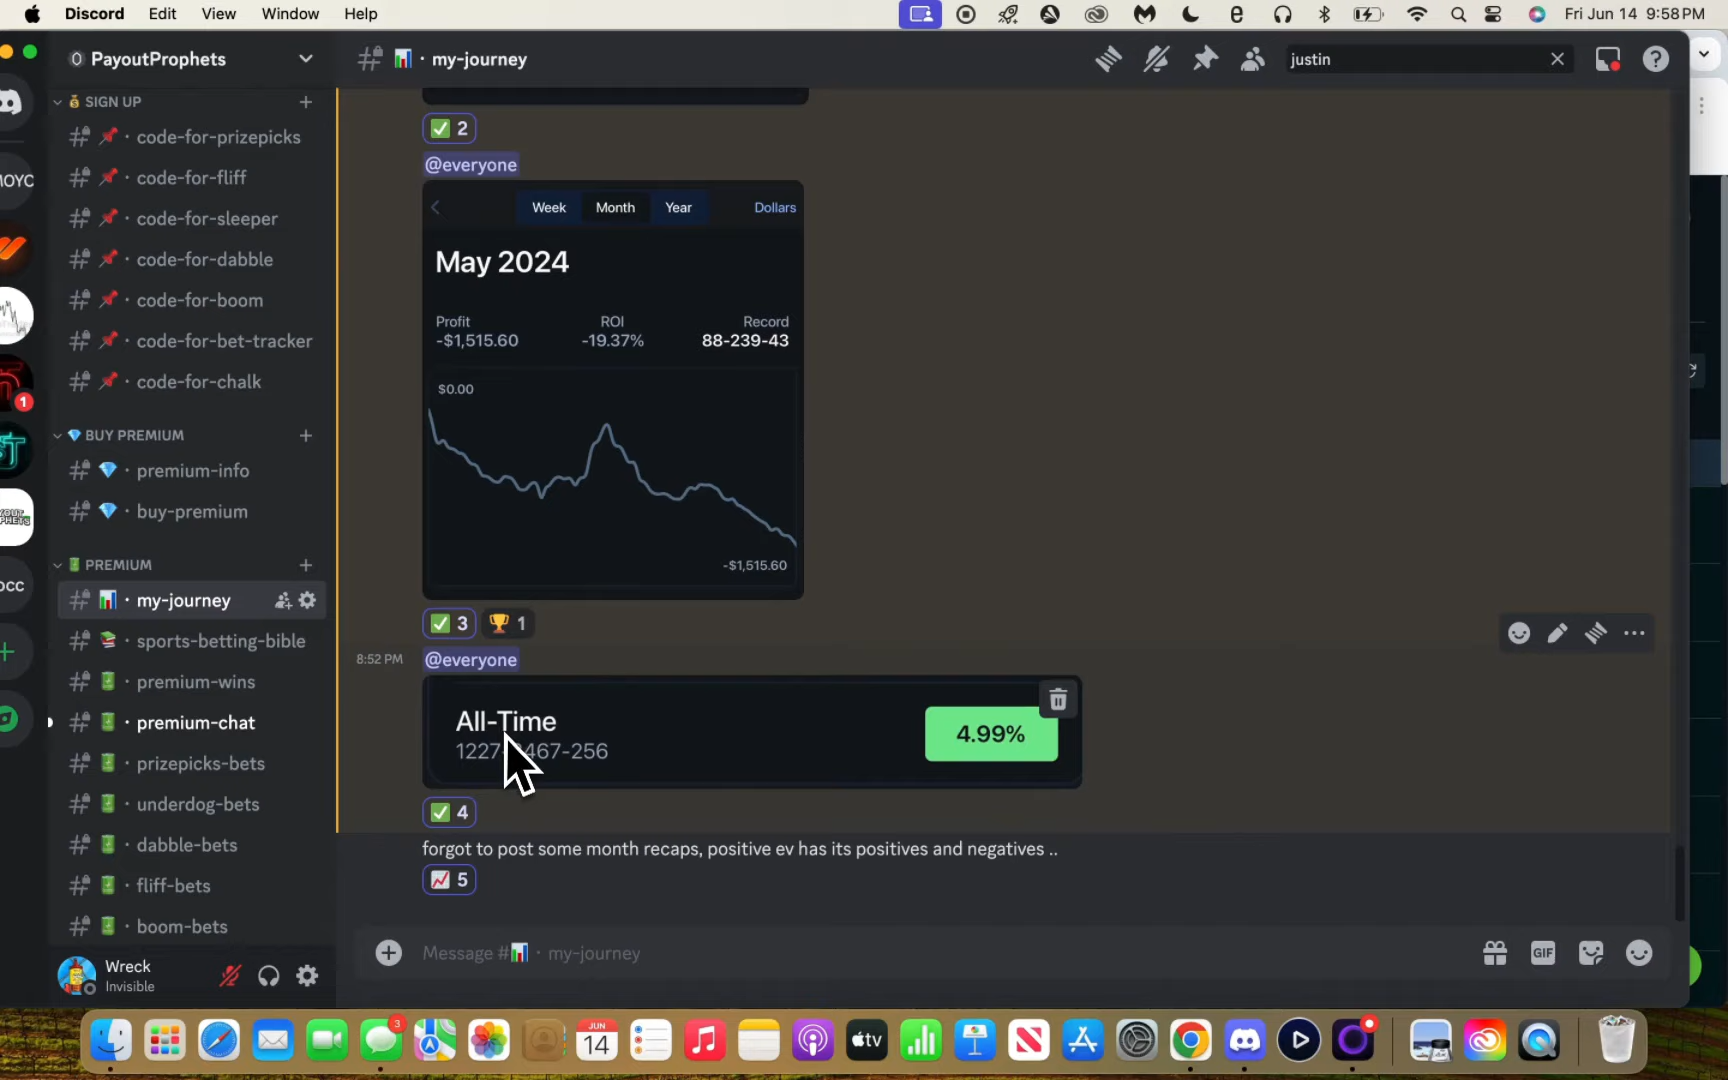 Discord Edit View Window Help
Fri Jun 14 9:58 PM
PayoutProphets
my-journey
justin
SIGN UP
code-for-prizepicks
code-for-fliff
code-for-sleeper
code-for-dabble
code-for-boom
code-for-bet-tracker
code-for-chalk
1
BUY PREMIUM
premium-info
buy-premium
PREMIUM
my-journey
sports-betting-bible
premium-wins
premium-chat
prizepicks-bets
underdog-bets
dabble-bets
fliff-bets
boom-bets
Wreck
Invisible
2
@everyone
Week Month Year Dollars
May 2024
Profit ROI Record
-$1,515.60 -19.37% 88-239-43
$0.00
-$1,515.60
3 1
8:52 PM @everyone
All-Time
4.99%
4
forgot to post some month recaps, positive ev has its positives and negatives ..
5
Message # my-journey
GIF
3
JUN
14
tv